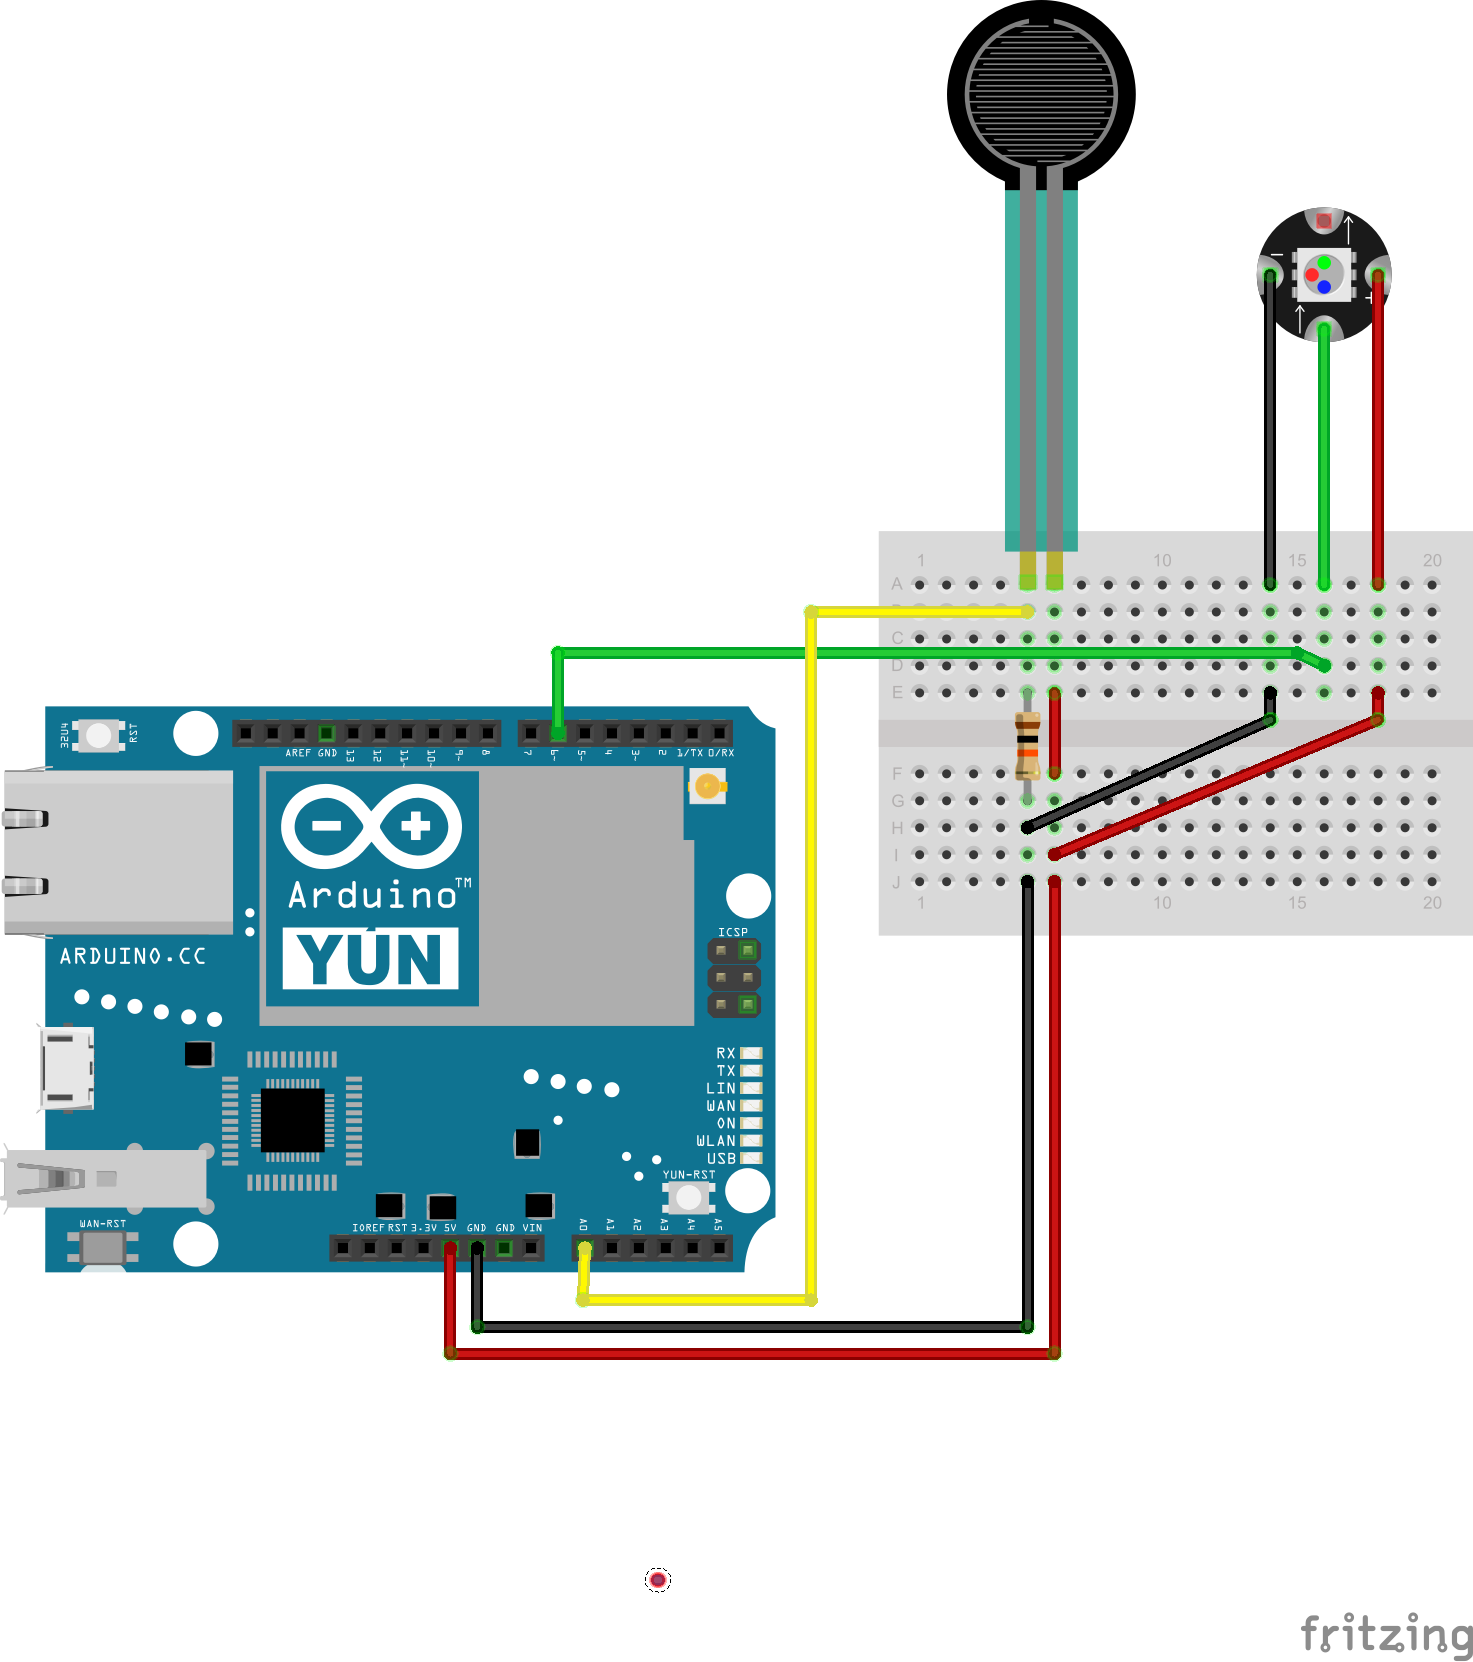 1 10 15 20
A
C
D
E
F
G
H
I
J
1 10 15 20
32U4
RST
AREF GND 13 12 11~ 10~ 9~ 8 7 6~ 5~ 4 3~ 2 1/TX 0/RX
Arduino™
YÚN
ARDUINO.CC
ICSP
RX
TX
LIN
WAN
ON
WLAN
USB
YUN-RST
WAN-RST
IOREF RST 3.3V 5V GND GND VIN A0 A1 A2 A3 A4 A5
fritzing